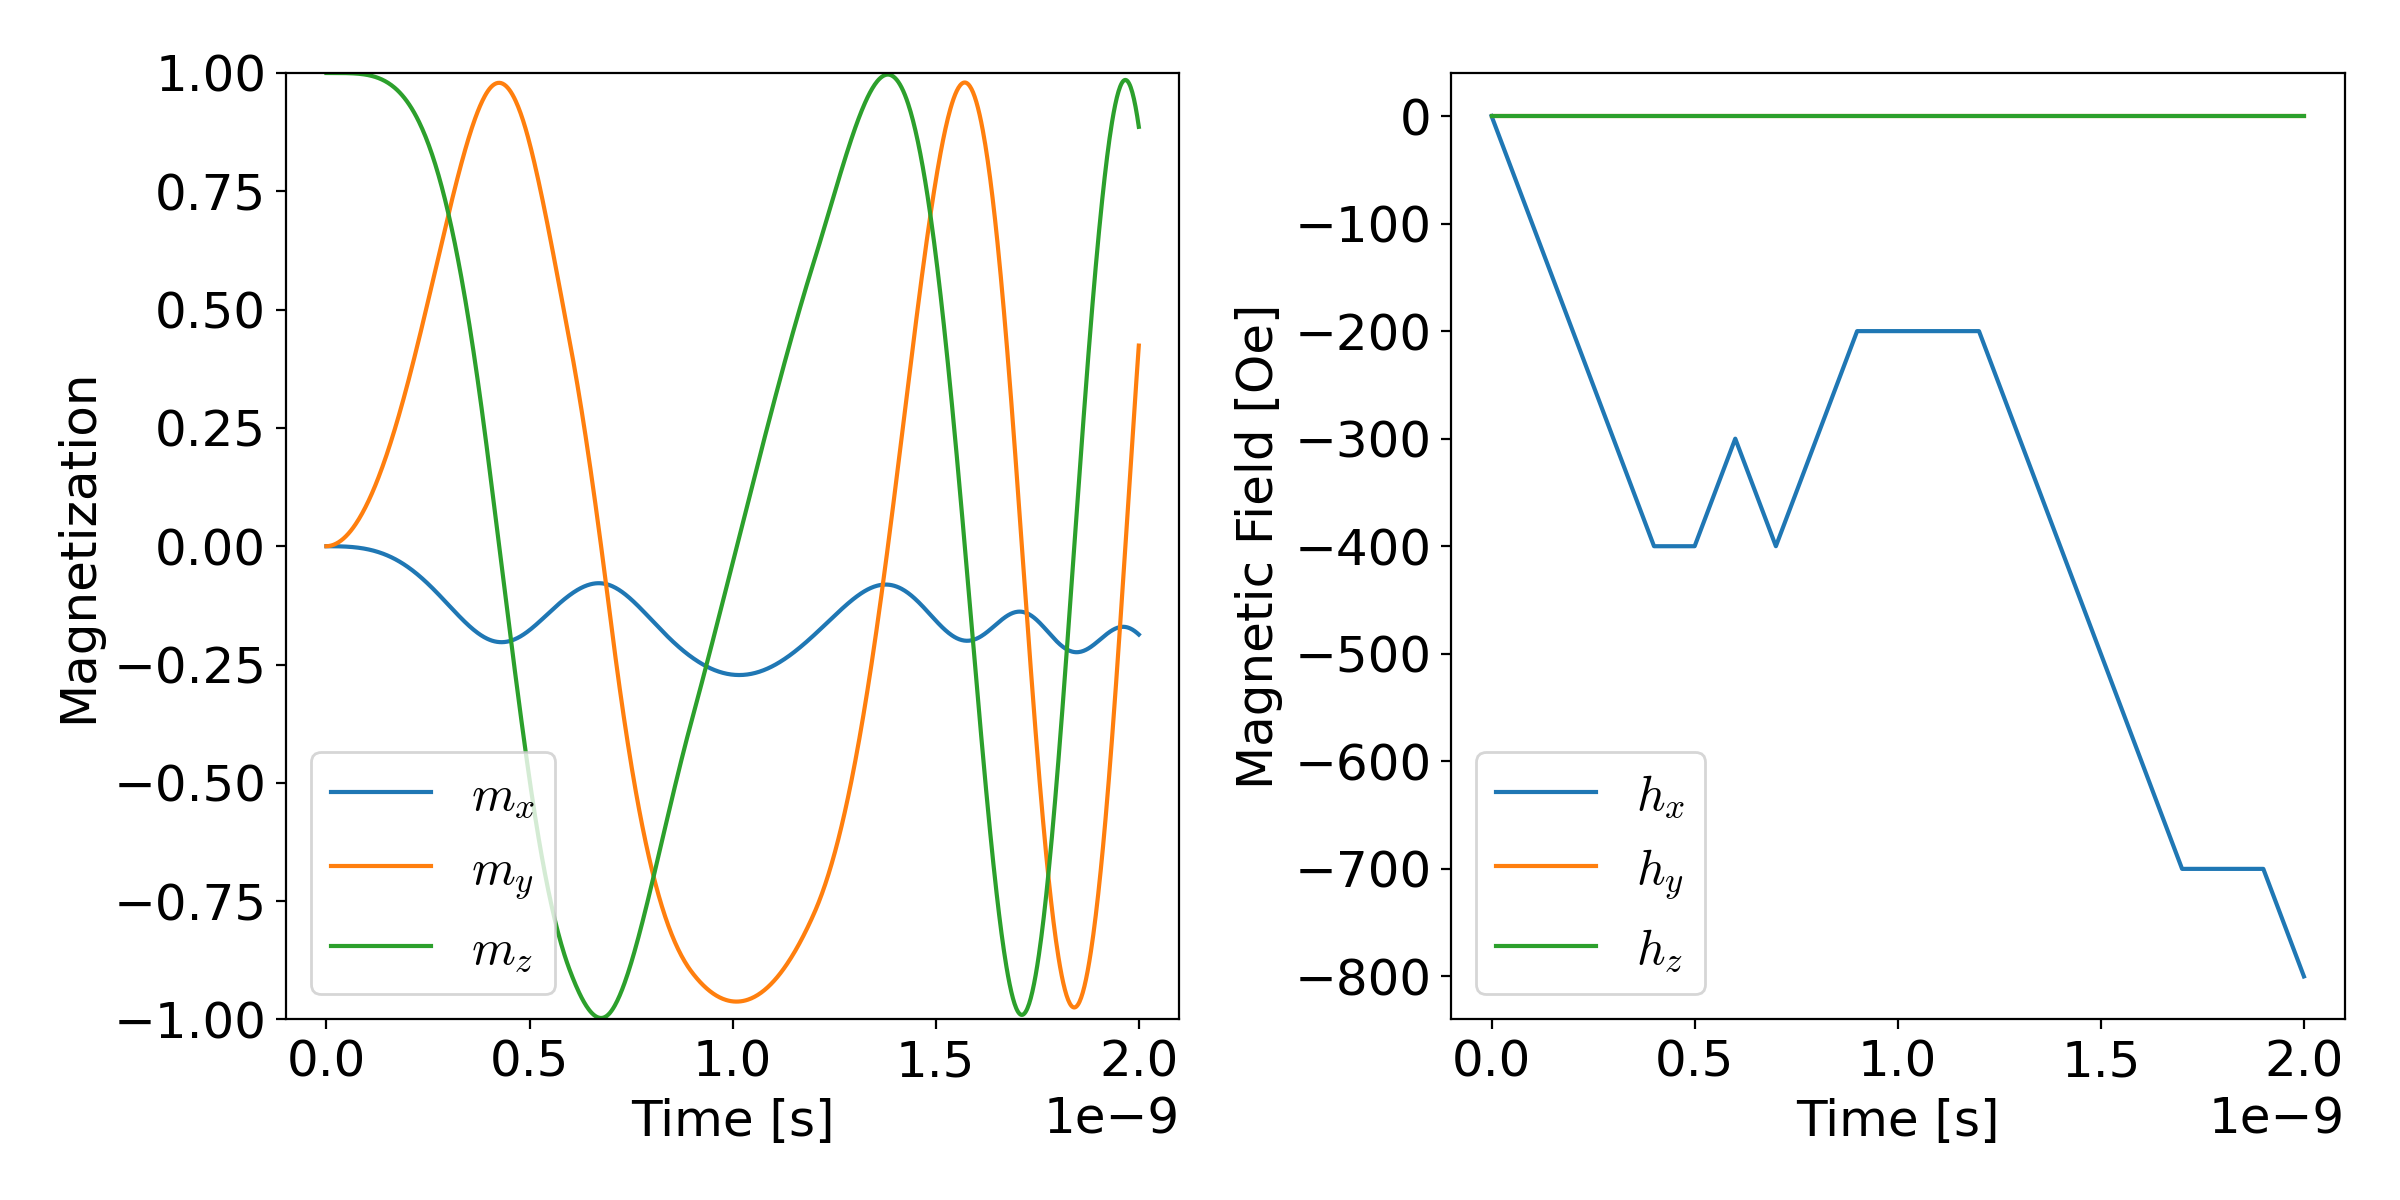 Magnetization
1.00
0.75
0.50
0.25
0.00
−0.25
−0.50
−0.75
−1.00
m_x
m_y
m_z
0.0 0.5 1.0 1.5 2.0
Time [s]
1e−9
Magnetic Field [Oe]
0
−100
−200
−300
−400
−500
−600
−700
−800
h_x
h_y
h_z
0.0 0.5 1.0 1.5 2.0
Time [s]
1e−9